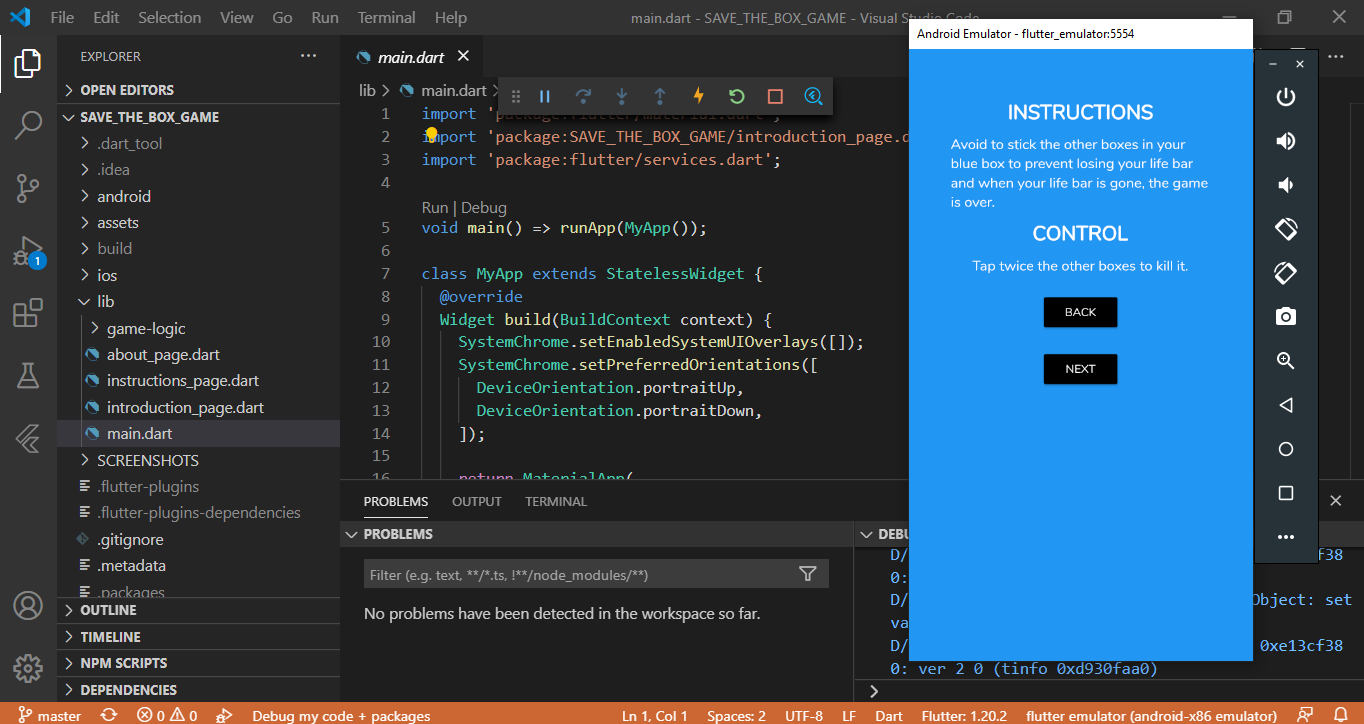 File Edit Selection View Go Run Terminal Help
main.dart - SAVE_THE_BOX_GAME - Visual Studio Code
EXPLORER
OPEN EDITORS
SAVE_THE_BOX_GAME
.dart_tool
.idea
android
assets
build
ios
lib
game-logic
about_page.dart
instructions_page.dart
introduction_page.dart
main.dart
SCREENSHOTS
.flutter-plugins
.flutter-plugins-dependencies
.gitignore
.metadata
.packages
OUTLINE
TIMELINE
NPM SCRIPTS
DEPENDENCIES
1
main.dart
lib > main.dart >
1 import 'package:flutter/material.dart';
2 import 'package:SAVE_THE_BOX_GAME/introduction_page.d
3 import 'package:flutter/services.dart';
4
Run | Debug
5 void main() => runApp(MyApp());
6
7 class MyApp extends StatelessWidget {
8 @override
9 Widget build(BuildContext context) {
10 SystemChrome.setEnabledSystemUIOverlays([]);
11 SystemChrome.setPreferredOrientations([
12 DeviceOrientation.portraitUp,
13 DeviceOrientation.portraitDown,
14 ]);
15
16 return MaterialApp(
PROBLEMS OUTPUT TERMINAL
PROBLEMS
Filter (e.g. text, **/*.ts, !**/node_modules/**)
No problems have been detected in the workspace so far.
DEBU
D/ f38
0:
D/ Object: set
va
D/ 0xe13cf38
0: ver 2 0 (tinfo 0xd930faa0)
Android Emulator - flutter_emulator:5554
INSTRUCTIONS
Avoid to stick the other boxes in your
blue box to prevent losing your life bar
and when your life bar is gone, the game
is over.
CONTROL
Tap twice the other boxes to kill it.
BACK
NEXT
master 0 0 Debug my code + packages Ln 1, Col 1 Spaces: 2 UTF-8 LF Dart Flutter: 1.20.2 flutter emulator (android-x86 emulator)